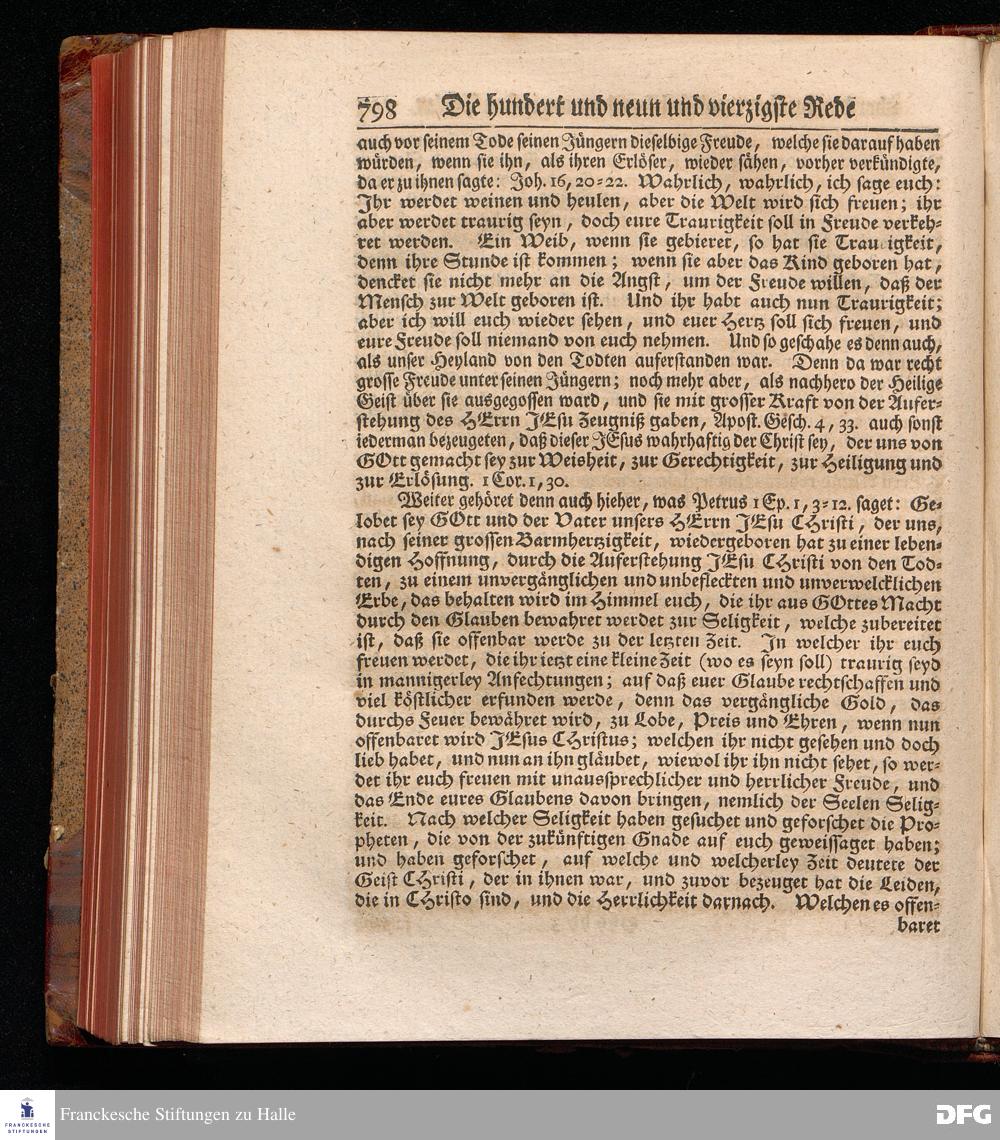 798 Die hundert und neun und vierzigste Rede
auch vor seinem Tode seinen Jüngern dieselbige Freude, welche sie darauf haben
würden, wenn sie ihn, als ihren Erlöser, wieder sähen, vorher verkündigte,
da er zu ihnen sagte: Joh. 16, 20=22. Wahrlich, wahrlich, ich sage euch:
Ihr werdet weinen und heulen, aber die Welt wird sich freuen; ihr
aber werdet traurig seyn, doch eure Traurigkeit soll in Freude verkeh=
ret werden. Ein Weib, wenn sie gebieret, so hat sie Trau igkeit,
denn ihre Stunde ist kommen; wenn sie aber das Kind geboren hat,
dencket sie nicht mehr an die Angst, um der Freude willen, daß der
Mensch zur Welt geboren ist. Und ihr habt auch nun Traurigkeit;
aber ich will euch wieder sehen, und euer Hertz soll sich freuen, und
eure Freude soll niemand von euch nehmen. Und so geschahe es denn auch,
als unser Heyland von den Todten auferstanden war. Denn da war recht
grosse Freude unter seinen Jüngern; noch mehr aber, als nachhero der Heilige
Geist über sie ausgegossen ward, und sie mit grosser Kraft von der Aufer=
stehung des HErrn JEsu Zeugniß gaben, Apost. Gesch. 4, 33. auch sonst
iederman bezeugeten, daß dieser JEsus wahrhaftig der Christ sey, der uns von
GOtt gemacht sey zur Weisheit, zur Gerechtigkeit, zur Heiligung und
zur Erlösung. 1 Cor. 1, 30.
Weiter gehöret denn auch hieher, was Petrus 1 Ep. 1, 3=12. saget: Ge=
lobet sey GOtt und der Vater unsers HErrn JEsu CHristi, der uns,
nach seiner grossen Barmhertzigkeit, wiedergeboren hat zu einer leben=
digen Hoffnung, durch die Auferstehung JEsu CHristi von den Tod=
ten, zu einem unvergänglichen und unbefleckten und unverwelcklichen
Erbe, das behalten wird im Himmel euch, die ihr aus GOttes Macht
durch den Glauben bewahret werdet zur Seligkeit, welche zubereitet
ist, daß sie offenbar werde zu der letzten Zeit. In welcher ihr euch
freuen werdet, die ihr ietzt eine kleine Zeit (wo es seyn soll) traurig seyd
in mannigerley Anfechtungen; auf daß euer Glaube rechtschaffen und
viel köstlicher erfunden werde, denn das vergängliche Gold, das
durchs Feuer bewähret wird, zu Lobe, Preis und Ehren, wenn nun
offenbaret wird JEsus CHristus; welchen ihr nicht gesehen und doch
lieb habet, und nun an ihn gläubet, wiewol ihr ihn nicht sehet, so wer=
det ihr euch freuen mit unaussprechlicher und herrlicher Freude, und
das Ende eures Glaubens davon bringen, nemlich der Seelen Selig=
keit. Nach welcher Seligkeit haben gesuchet und geforschet die Pro=
pheten, die von der zukünftigen Gnade auf euch geweissaget haben;
und haben geforschet, auf welche und welcherley Zeit deutete der
Geist CHristi, der in ihnen war, und zuvor bezeuget hat die Leiden,
die in CHristo sind, und die Herrlichkeit darnach. Welchen es offen=
baret
FRANCKESCHE
STIFTUNGEN
Franckesche Stiftungen zu Halle
DFG